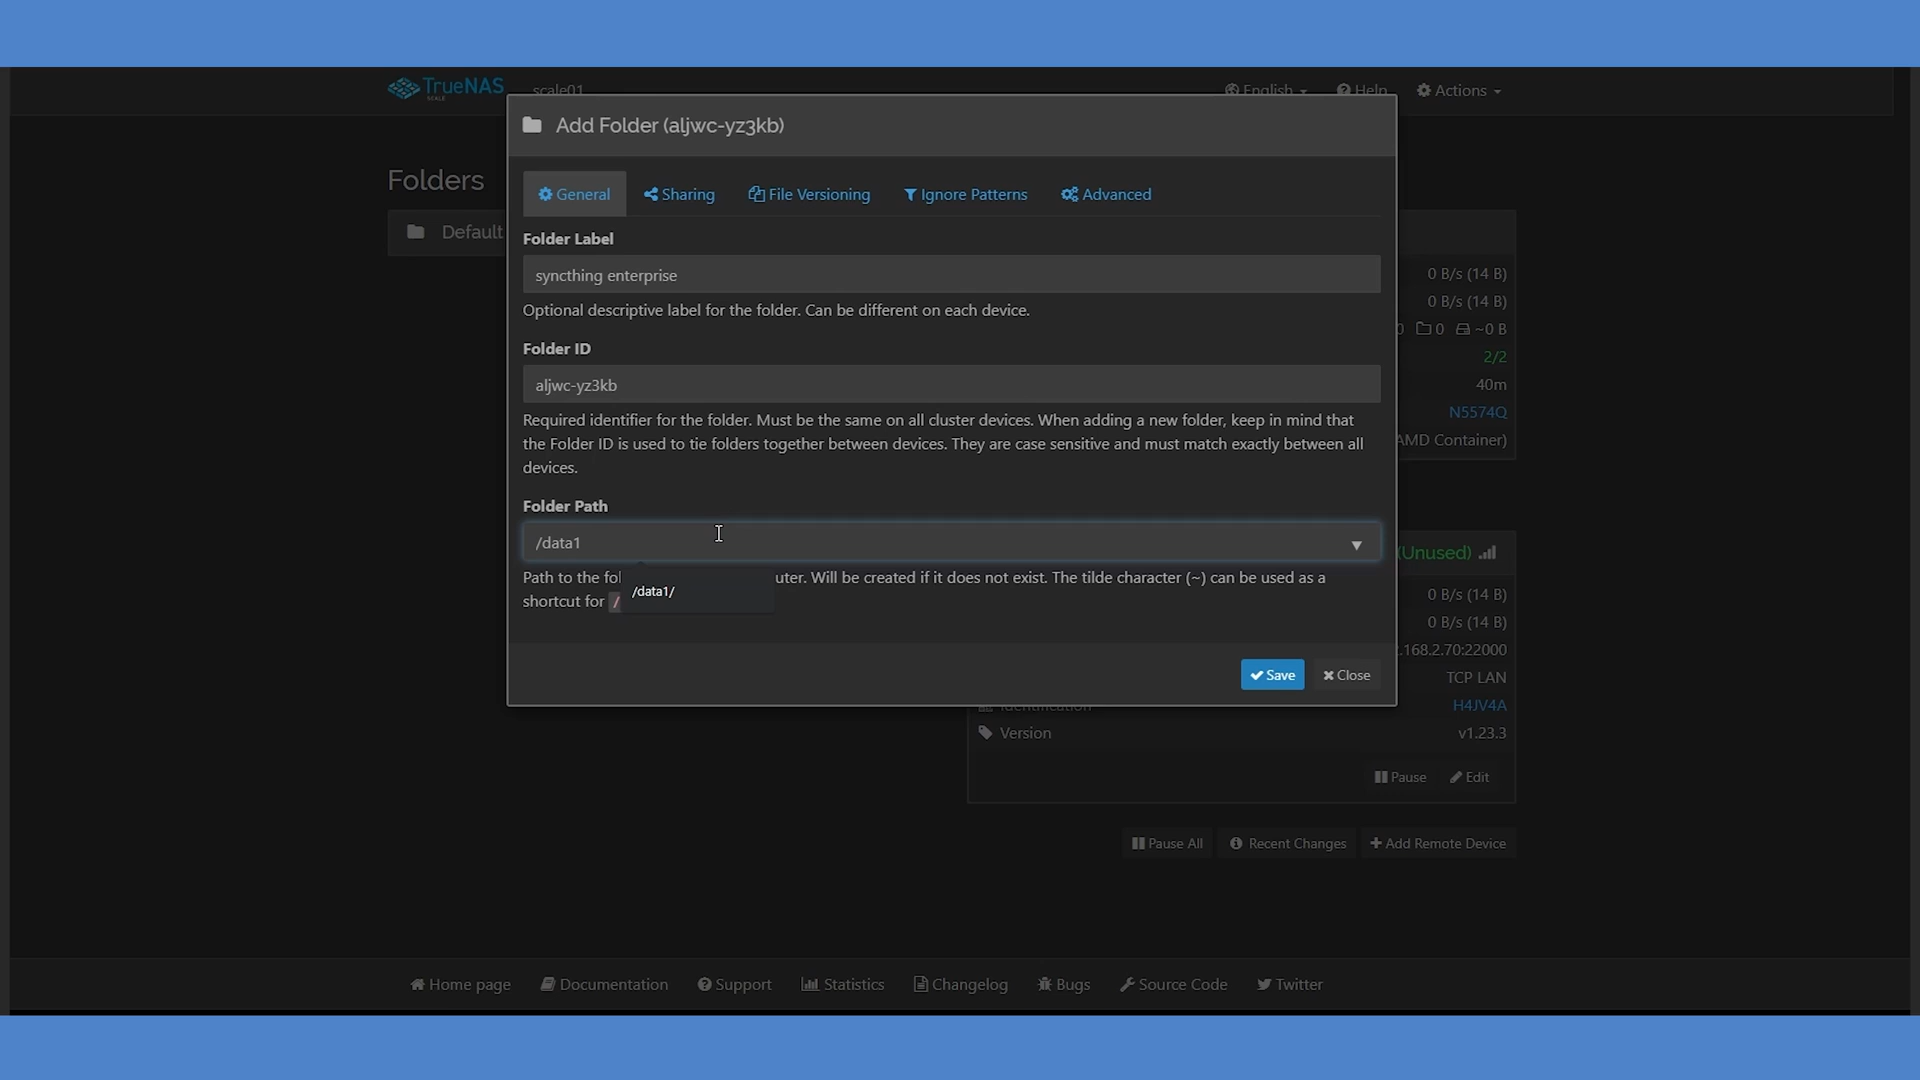 TrueNAS
SCALE
scale01
English
Help
Actions
Add Folder (aljwc-yz3kb)
Folders
Default
General
Sharing
File Versioning
Ignore Patterns
Advanced
Folder Label
syncthing enterprise
Optional descriptive label for the folder. Can be different on each device.
Folder ID
aljwc-yz3kb
Required identifier for the folder. Must be the same on all cluster devices. When adding a new folder, keep in mind that
the Folder ID is used to tie folders together between devices. They are case sensitive and must match exactly between all
devices.
Folder Path
/data1
Path to the fol
uter. Will be created if it does not exist. The tilde character (~) can be used as a
shortcut for /
/data1/
Save
Close
0 B/s (14 B)
0 B/s (14 B)
0 0 ~0 B
2/2
40m
N5574Q
AMD Container)
(Unused)
0 B/s (14 B)
0 B/s (14 B)
.168.2.70:22000
TCP LAN
Identification H4JV4A
Version v1.23.3
Pause
Edit
Pause All
Recent Changes
Add Remote Device
Home page
Documentation
Support
Statistics
Changelog
Bugs
Source Code
Twitter